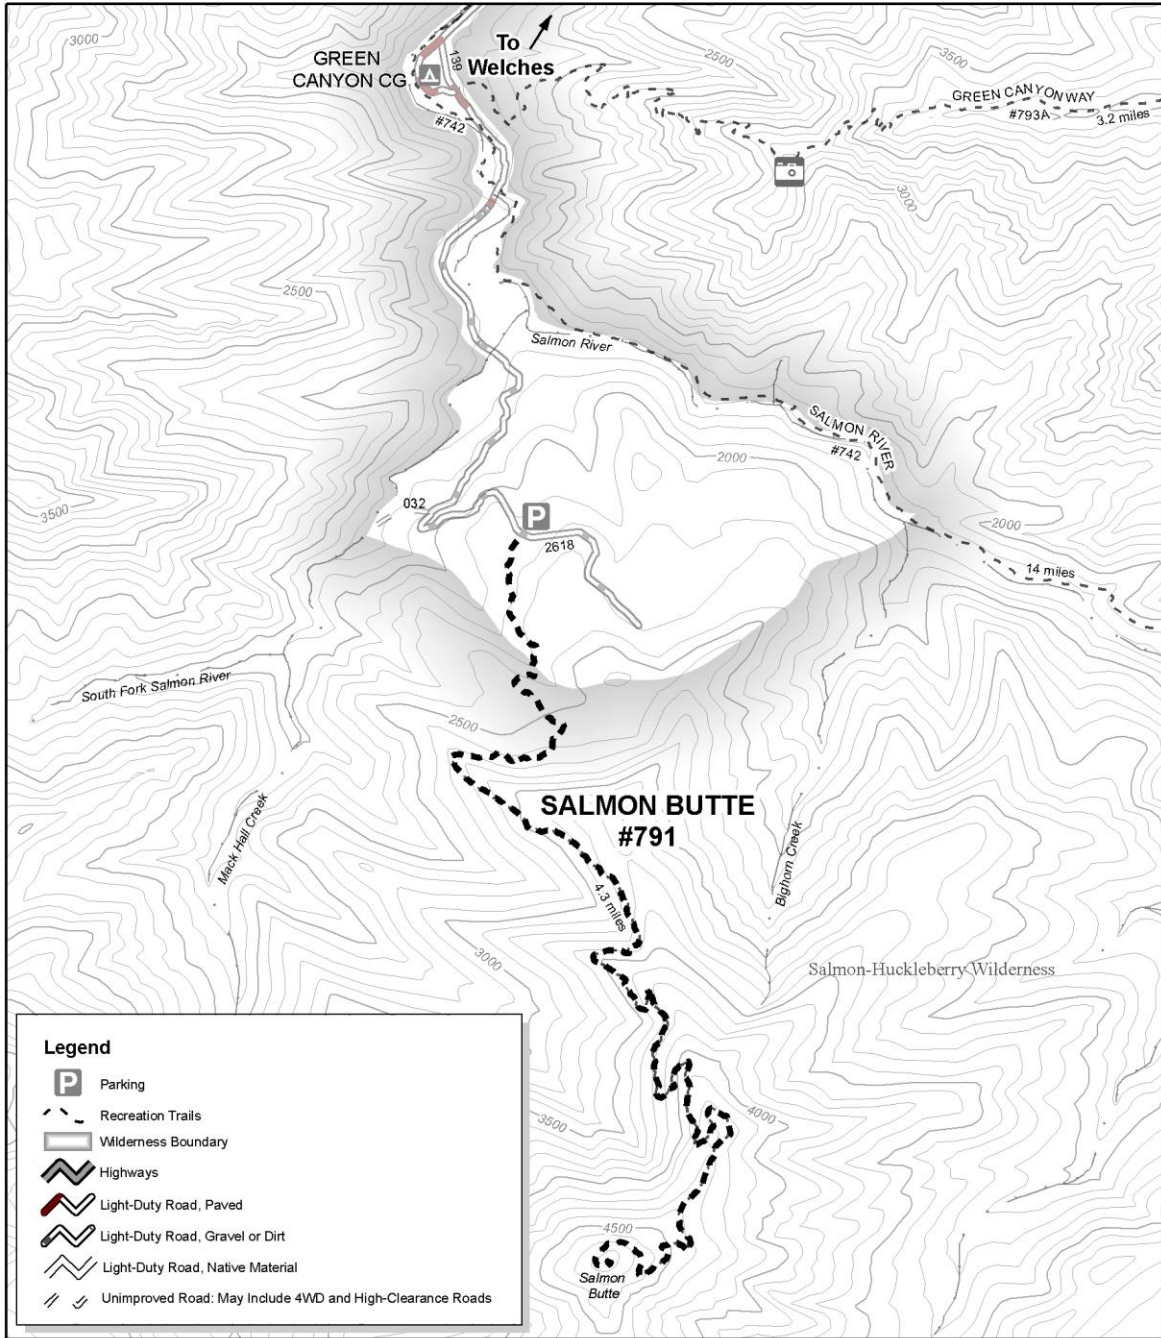 3000
GREEN
CANYON CG
139
To
Welches
2500
3500
GREEN CANYON WAY
#793A
3.2 miles
#742
3000
2500
Salmon River
SALMON RIVER
#742
2000
3500
032
P
2618
2000
14 miles
South Fork Salmon River
2500
SALMON BUTTE
#791
Mack Hall Creek
Bighorn Creek
4.3 miles
3000
Salmon-Huckleberry Wilderness
3500
4000
4500
Salmon
Butte
Legend
P Parking
Recreation Trails
Wilderness Boundary
Highways
Light-Duty Road, Paved
Light-Duty Road, Gravel or Dirt
Light-Duty Road, Native Material
Unimproved Road: May Include 4WD and High-Clearance Roads